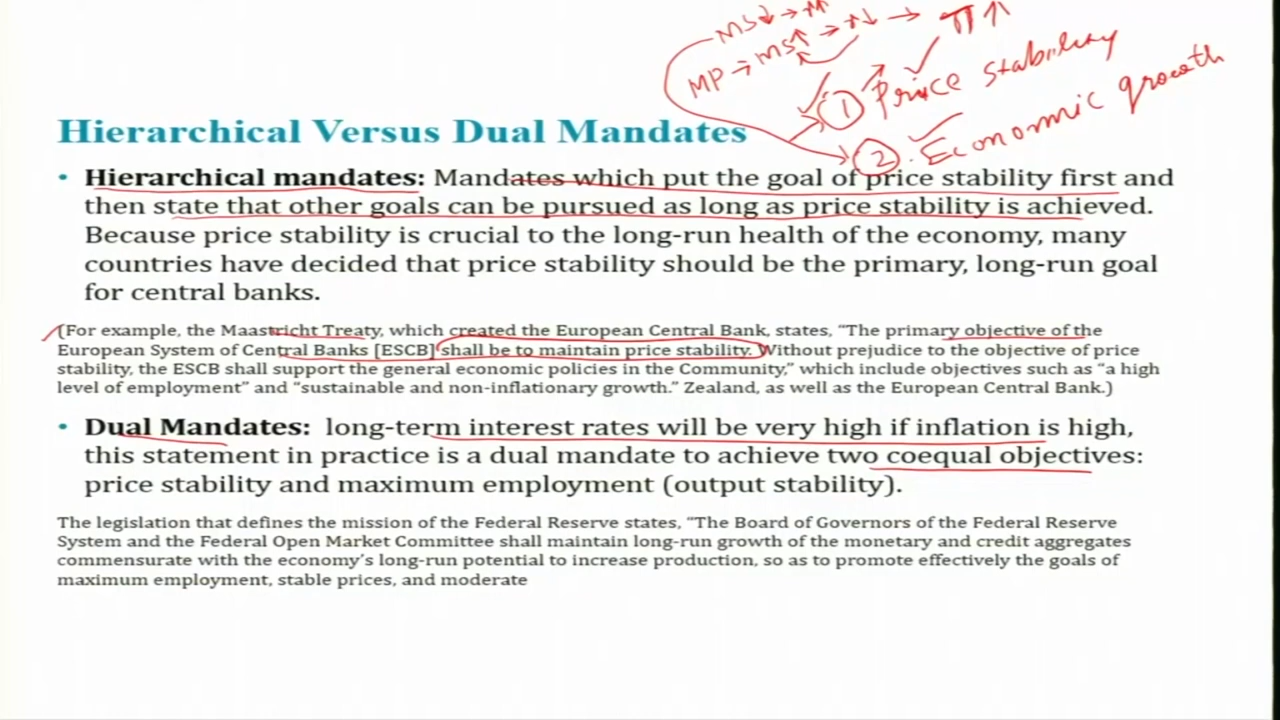 MS↓ → r↑
MP → MS↑ → r↓ → π↑
① Price stability
② . Economic growth
Hierarchical Versus Dual Mandates
• Hierarchical mandates: Mandates which put the goal of price stability first and
then state that other goals can be pursued as long as price stability is achieved.
Because price stability is crucial to the long-run health of the economy, many
countries have decided that price stability should be the primary, long-run goal
for central banks.
(For example, the Maastricht Treaty, which created the European Central Bank, states, “The primary objective of the
European System of Central Banks [ESCB] shall be to maintain price stability. Without prejudice to the objective of price
stability, the ESCB shall support the general economic policies in the Community,” which include objectives such as “a high
level of employment” and “sustainable and non-inflationary growth.” Zealand, as well as the European Central Bank.)
• Dual Mandates: long-term interest rates will be very high if inflation is high,
this statement in practice is a dual mandate to achieve two coequal objectives:
price stability and maximum employment (output stability).
The legislation that defines the mission of the Federal Reserve states, “The Board of Governors of the Federal Reserve
System and the Federal Open Market Committee shall maintain long-run growth of the monetary and credit aggregates
commensurate with the economy’s long-run potential to increase production, so as to promote effectively the goals of
maximum employment, stable prices, and moderate